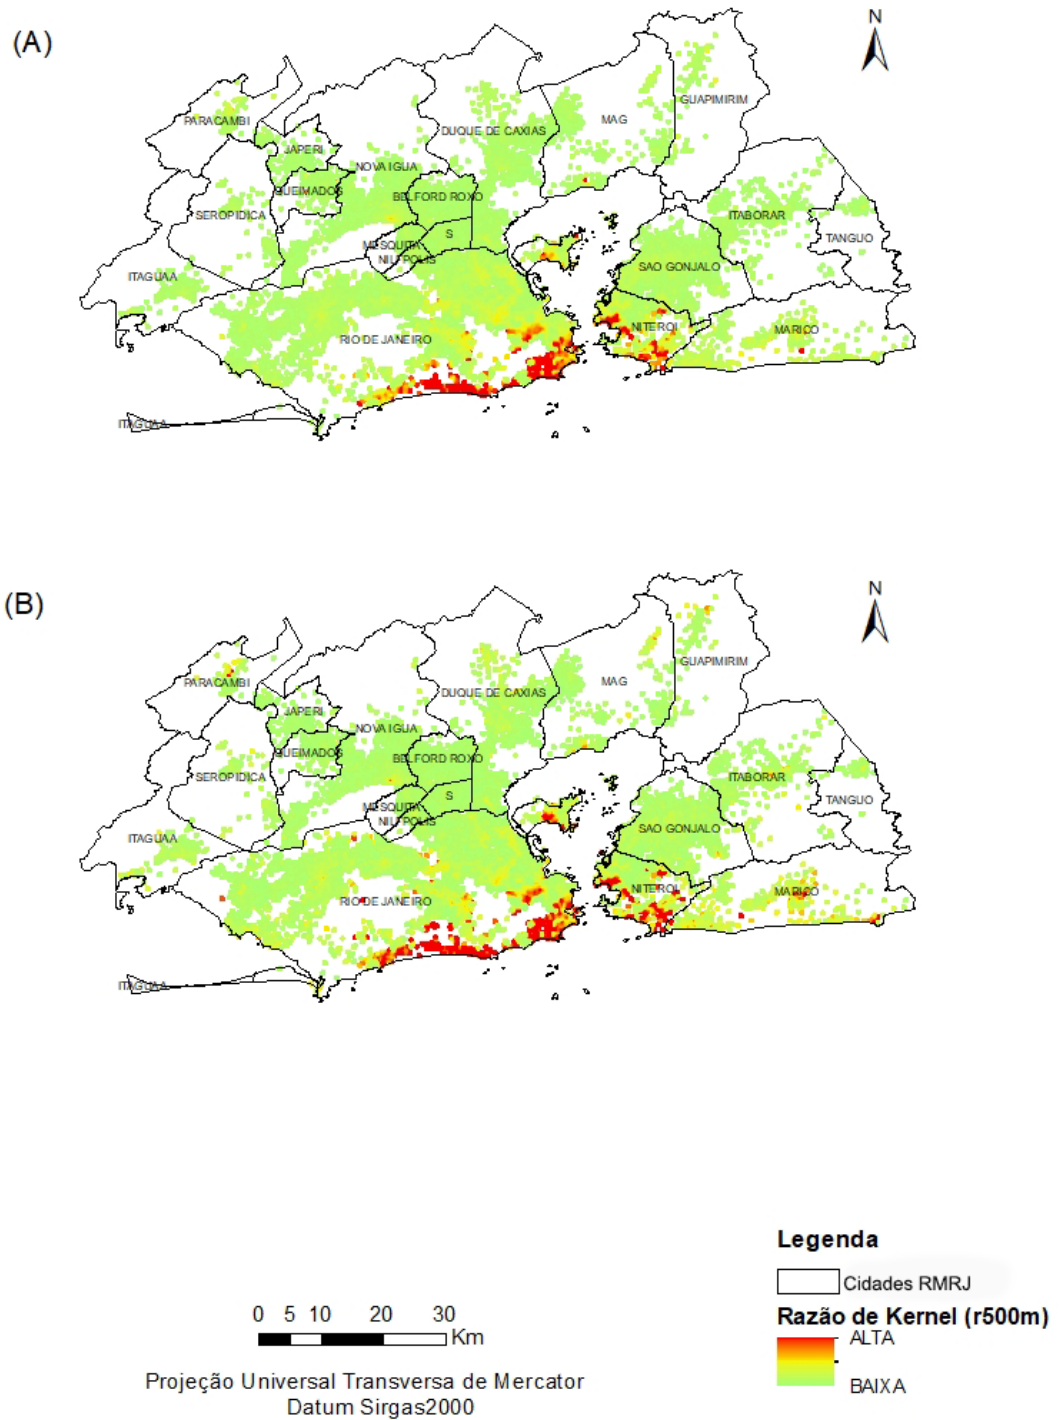 (A)
N
GUAPIMIRIM
PARACAMBI
MAG
DUQUE DE CAXIAS
JAPERI
NOVA IGUA
QUEIMADOS
BELFORD ROXO
SEROPIDICA
ITABORAR
S
TANGUO
MESQUITA
NILFPOLIS
SAO GONJALO
ITAGUAA
NITEROI
MARICO
RIO DE JANEIRO
ITAGUAA
(B)
N
GUAPIMIRIM
PARACAMBI
MAG
DUQUE DE CAXIAS
JAPERI
NOVA IGUA
QUEIMADOS
BELFORD ROXO
SEROPIDICA
ITABORAR
S
TANGUO
MESQUITA
NILFPOLIS
SAO GONJALO
ITAGUAA
NITEROI
MARICO
RIO DE JANEIRO
ITAGUAA
Legenda
Cidades RMRJ
Razão de Kernel (r500m)
ALTA
BAIXA
0 5 10 20 30
Km
Projeção Universal Transversa de Mercator
Datum Sirgas2000